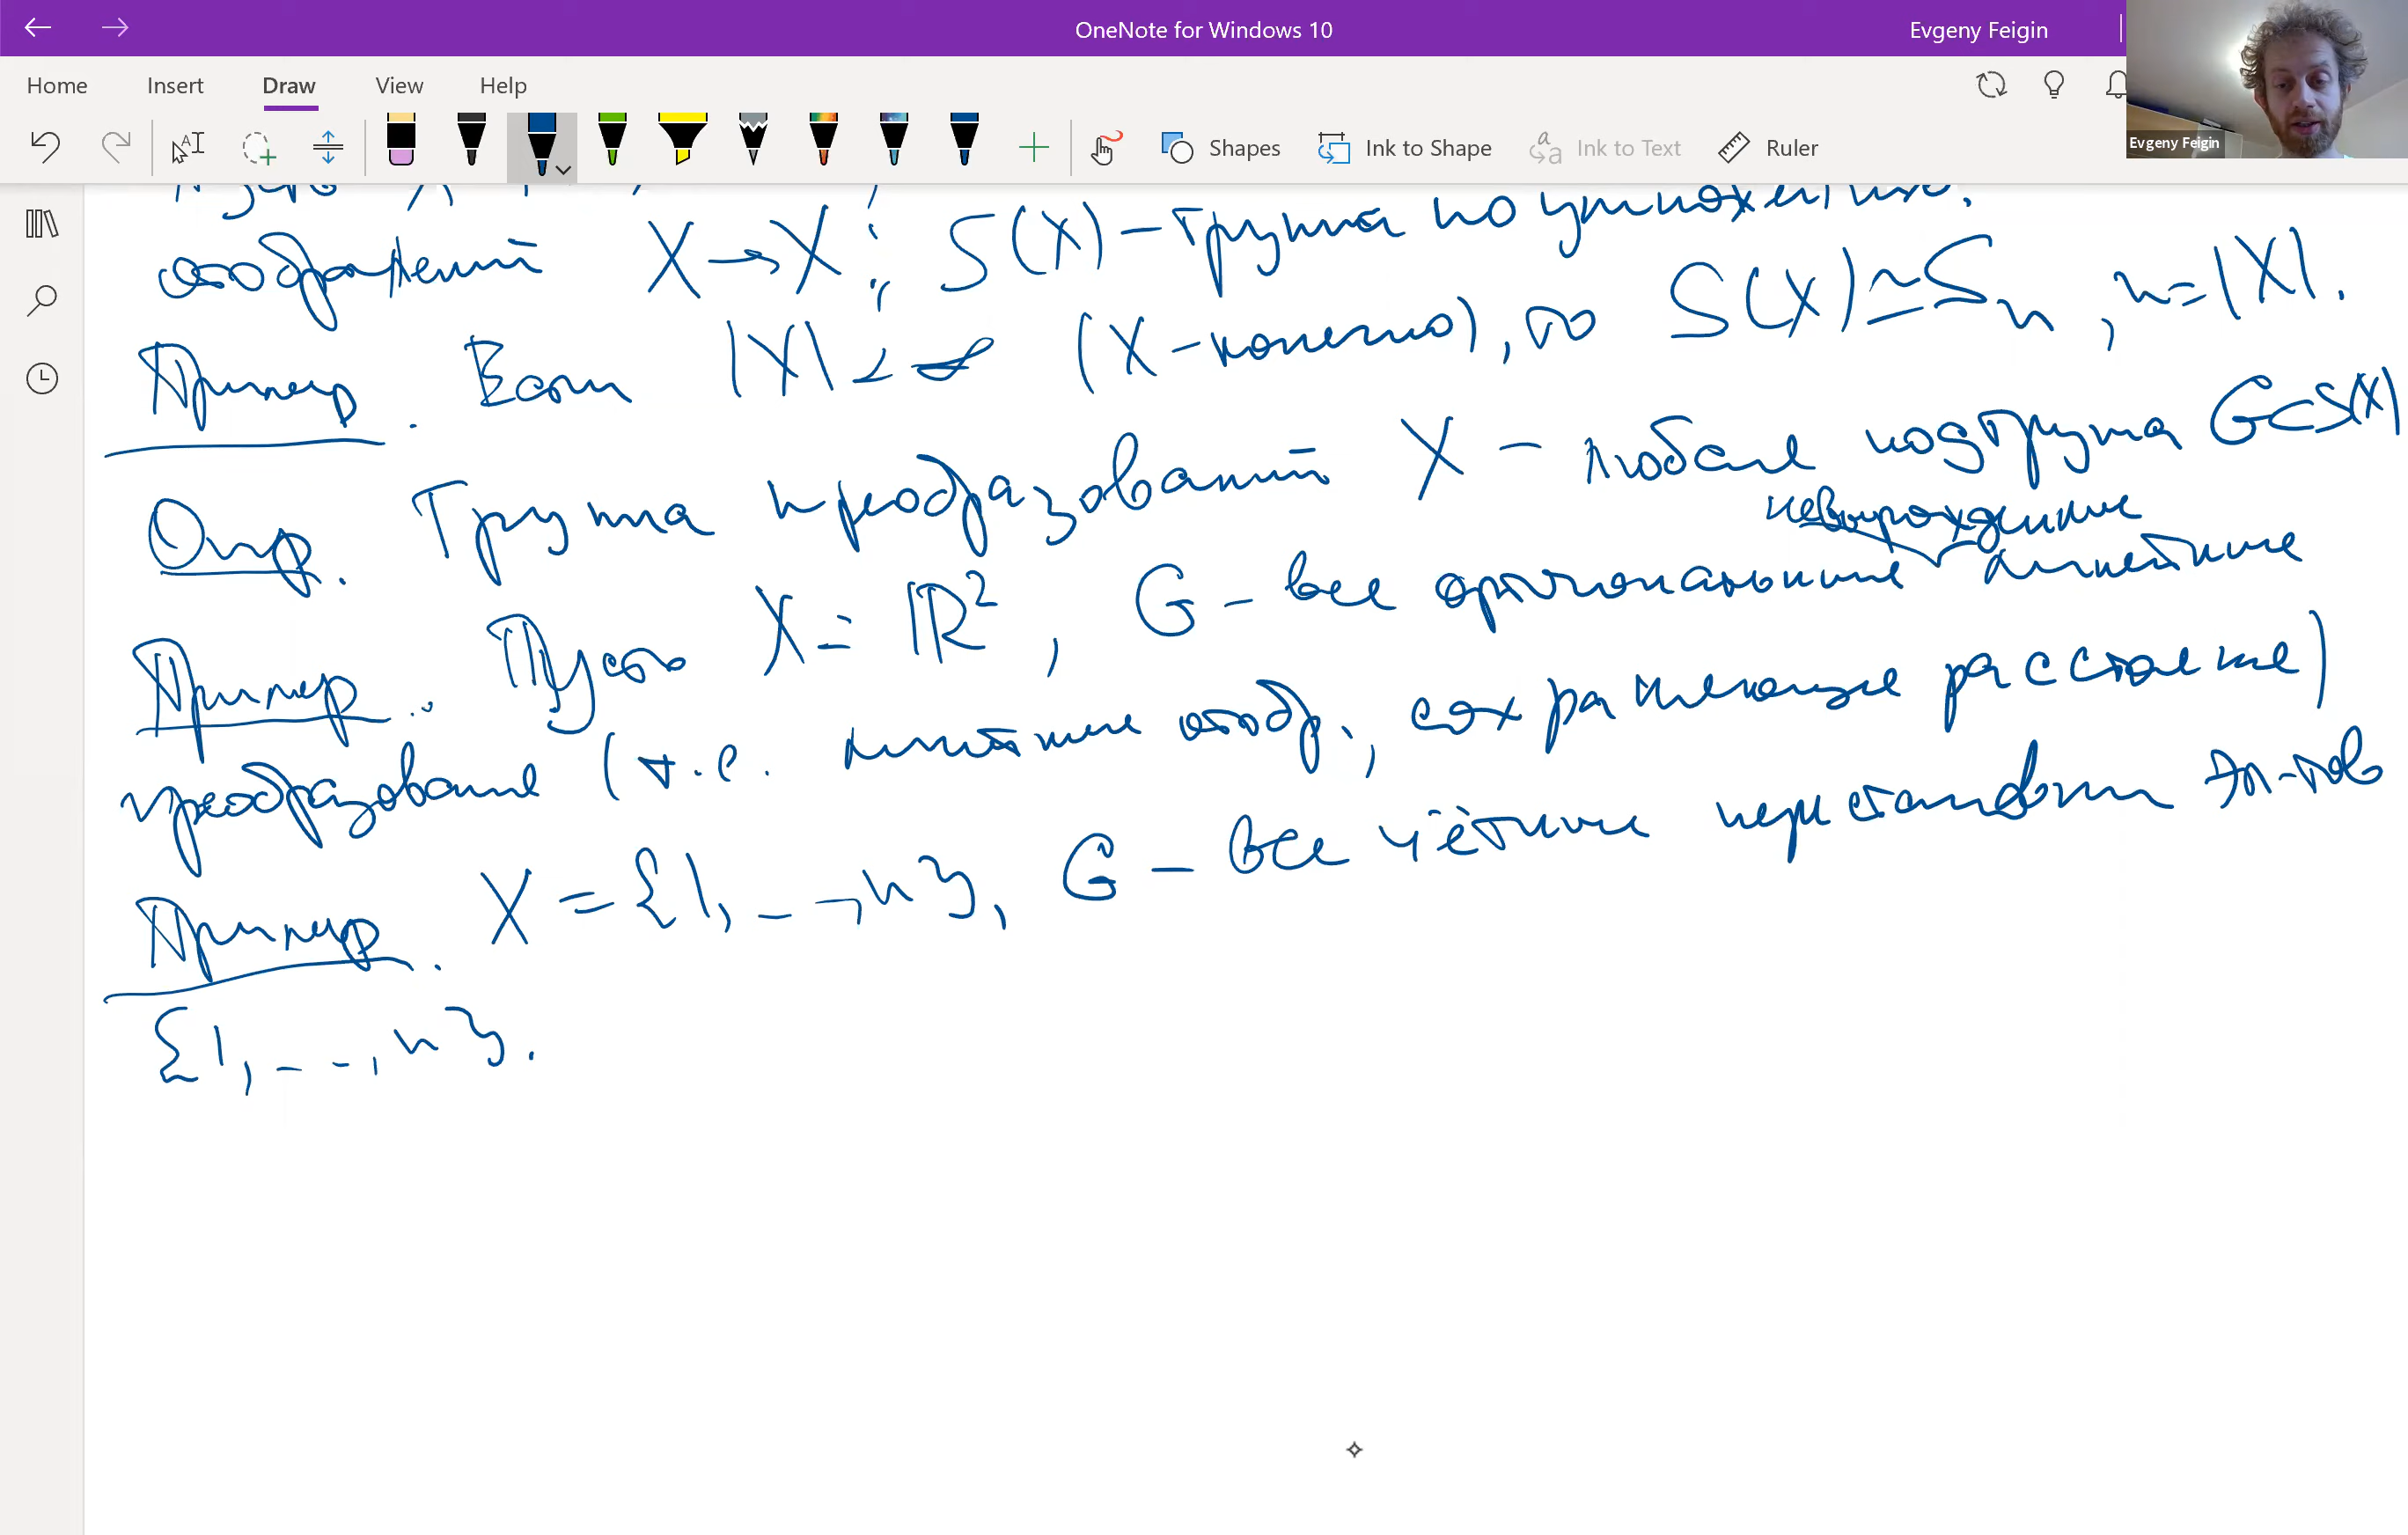 OneNote for Windows 10
Evgeny Feigin
Home Insert Draw View Help
Shapes Ink to Shape Ink to Text Ruler
Evgeny Feigin
отображений X → X; S(X) – группа по умножению.
Пример. Если |X| < ∞ (X – конечно), то S(X) ≃ Sₙ, n = |X|.
Опр. Группа преобразований X – любая подгруппа G ⊂ S(X)
невырожденные
Пример. Пусть X = ℝ², G – все ортогональные линейные
преобразования (т.е. линейные отобр., сохраняющие расстояние)
Пример. X = {1, ..., n}, G – все чётные перестановки эл-тов
{1, ..., n}.